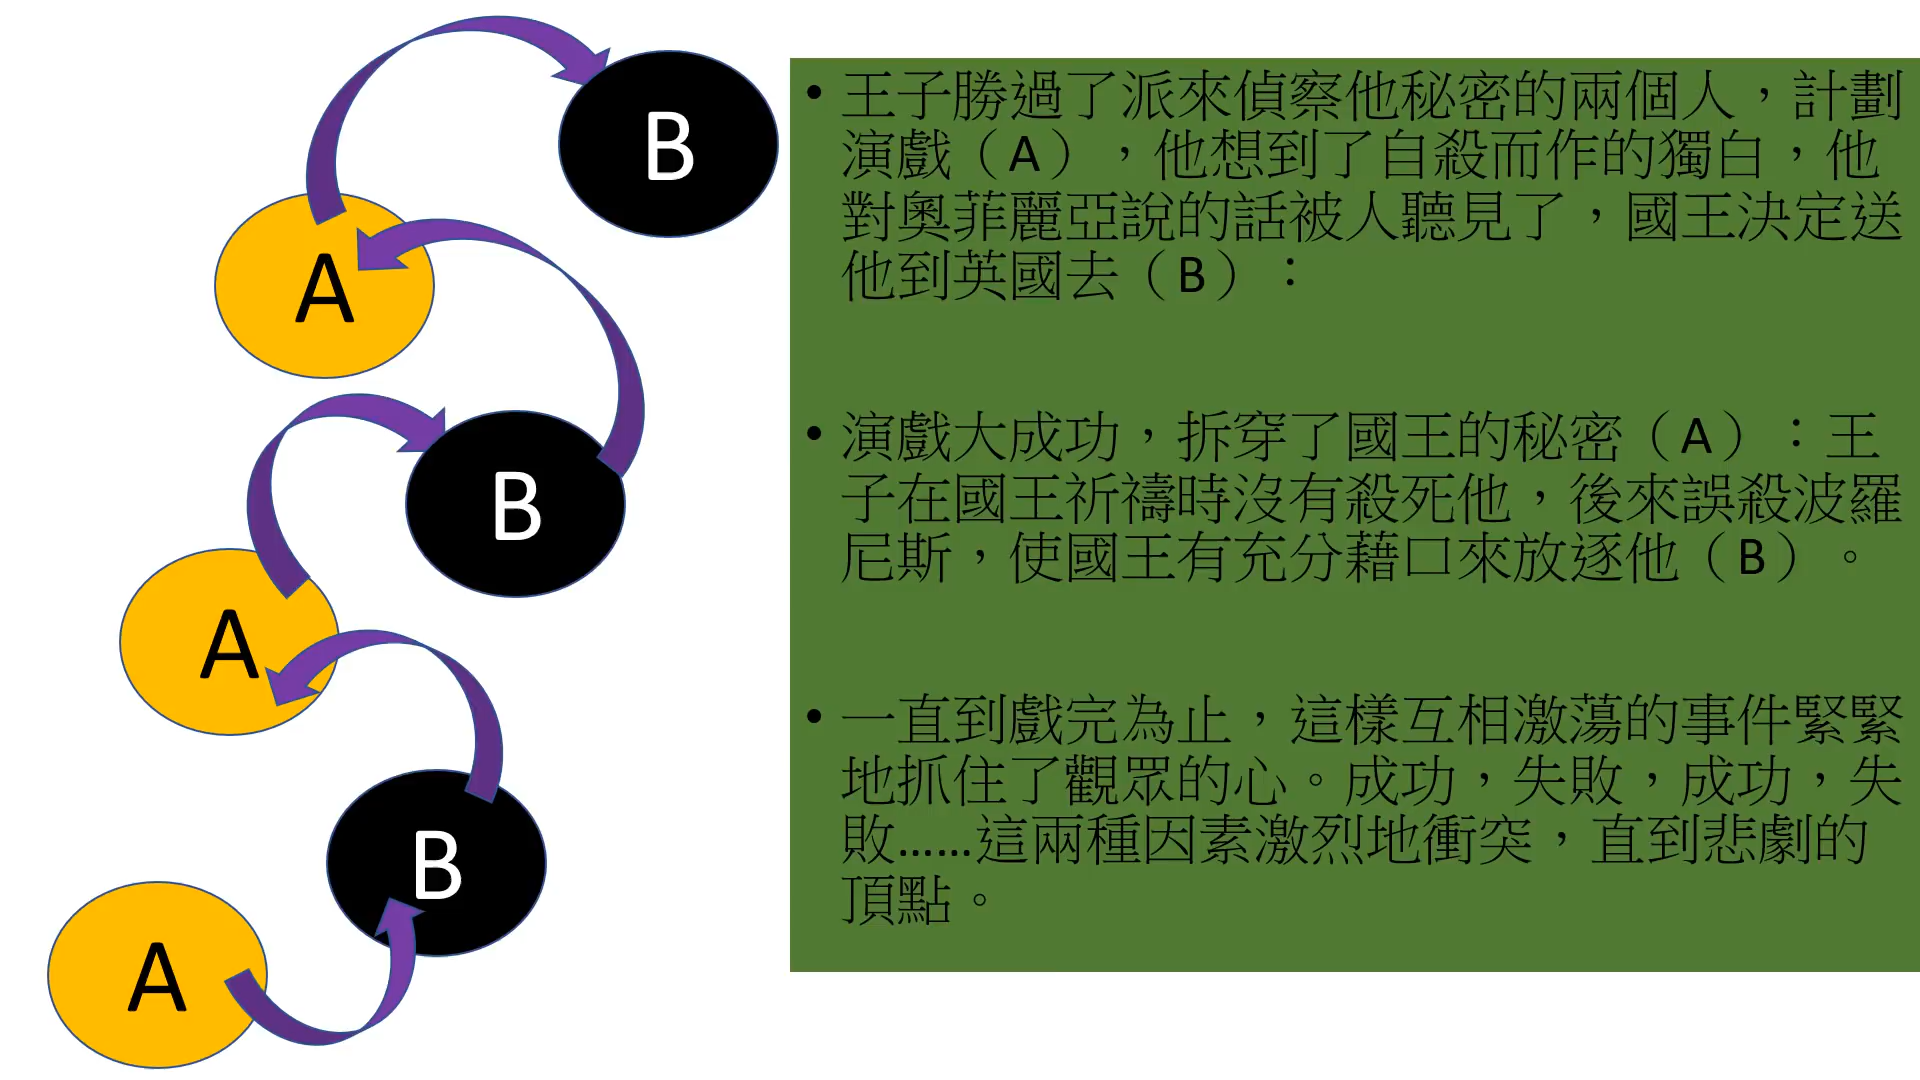 B
A
B
A
B
A
• 王子勝過了派來偵察他秘密的兩個人，計劃
演戲（A），他想到了自殺而作的獨白，他
對奧菲麗亞說的話被人聽見了，國王決定送
他到英國去（B）：
• 演戲大成功，拆穿了國王的秘密（A）：王
子在國王祈禱時沒有殺死他，後來誤殺波羅
尼斯，使國王有充分藉口來放逐他（B）。
• 一直到戲完為止，這樣互相激蕩的事件緊緊
地抓住了觀眾的心。成功，失敗，成功，失
敗……這兩種因素激烈地衝突，直到悲劇的
頂點。